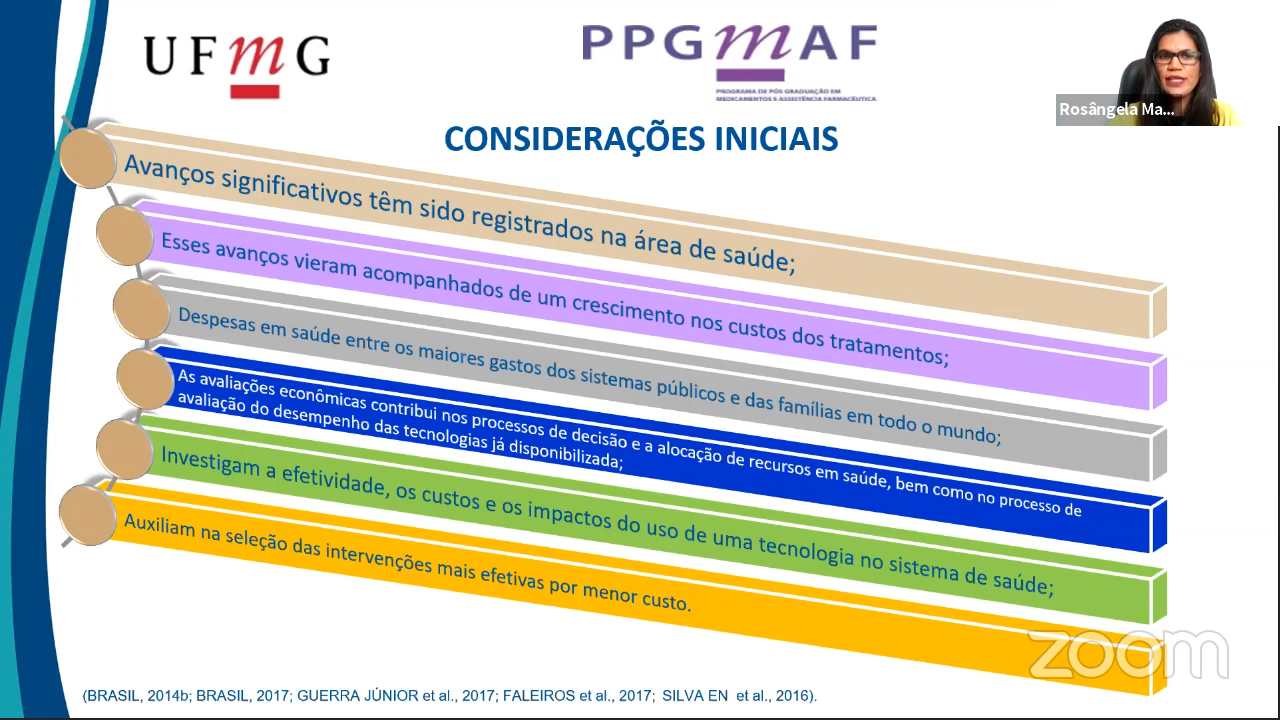 UFmG
PPGmAF
PROGRAMA DE PÓS GRADUAÇÃO EM
MEDICAMENTOS E ASSISTÊNCIA FARMACÊUTICA
Rosângela Ma...
CONSIDERAÇÕES INICIAIS
Avanços significativos têm sido registrados na área de saúde;
Esses avanços vieram acompanhados de um crescimento nos custos dos tratamentos;
Despesas em saúde entre os maiores gastos dos sistemas públicos e das famílias em todo o mundo;
As avaliações econômicas contribui nos processos de decisão e a alocação de recursos em saúde, bem como no processo de
avaliação do desempenho das tecnologias já disponibilizada;
Investigam a efetividade, os custos e os impactos do uso de uma tecnologia no sistema de saúde;
Auxiliam na seleção das intervenções mais efetivas por menor custo.
zoom
(BRASIL, 2014b; BRASIL, 2017; GUERRA JÚNIOR et al., 2017; FALEIROS et al., 2017; SILVA EN et al., 2016).